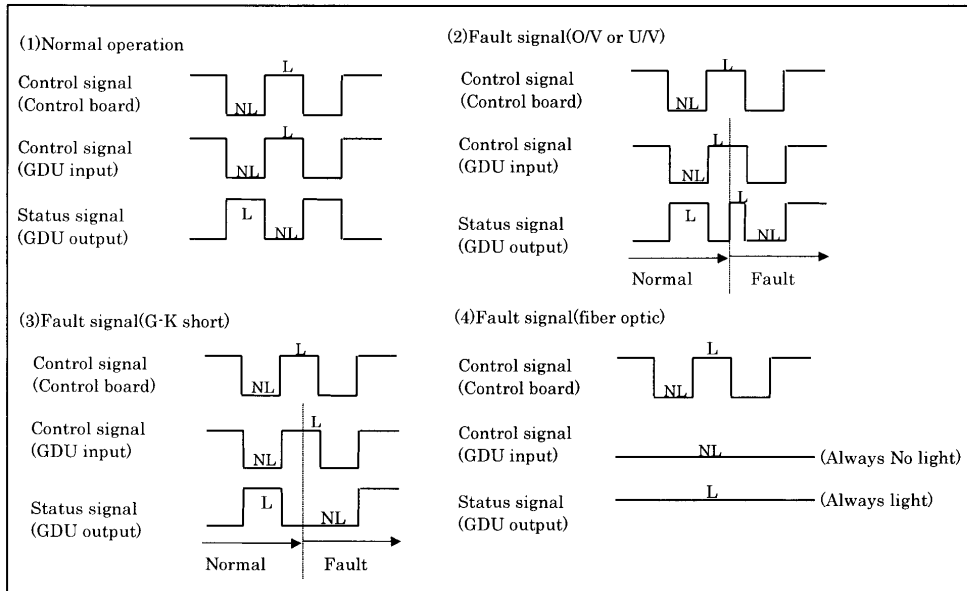 (1)Normal operation
Control signal
(Control board)
L
NL
Control signal
(GDU input)
L
NL
Status signal
(GDU output)
L
NL
(2)Fault signal(O/V or U/V)
Control signal
(Control board)
L
NL
Control signal
(GDU input)
L
NL
Status signal
(GDU output)
L
L
NL
Normal
Fault
(3)Fault signal(G-K short)
Control signal
(Control board)
L
NL
Control signal
(GDU input)
L
NL
Status signal
(GDU output)
L
NL
Normal
Fault
(4)Fault signal(fiber optic)
Control signal
(Control board)
L
NL
Control signal
(GDU input)
NL
(Always No light)
Status signal
(GDU output)
L
(Always light)